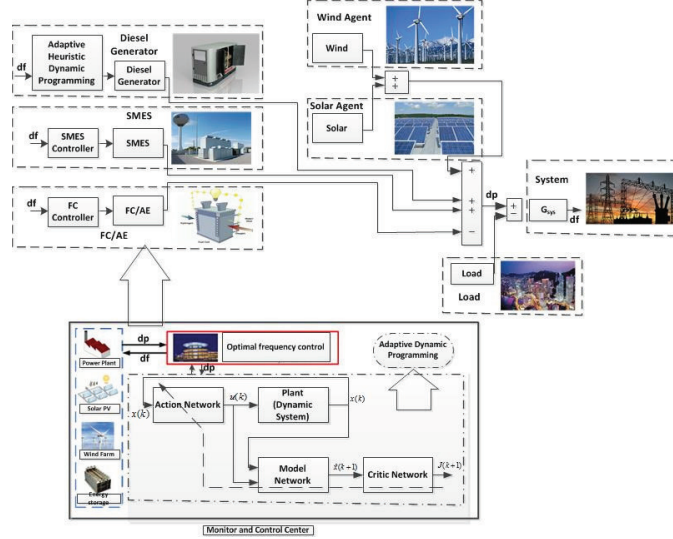 Wind Agent
Wind
+
+
Diesel
Generator
Adaptive
Heuristic
Dynamic
Programming
Diesel
Generator
df
Solar Agent
Solar
SMES
df
SMES
Controller
SMES
+
+
+
−
dp
+
−
System
Gsys
df
df
FC
Controller
FC/AE
FC/AE
Load
Load
Power Plant
dp
df
Optimal frequency control
dp
Adaptive Dynamic
Programming
Solar PV
x(k)
Action Network
u(k)
Plant
(Dynamic
System)
x(k)
Wind Farm
Model
Network
x̂(k+1)
Critic Network
J(k+1)
Energy
storage
Monitor and Control Center